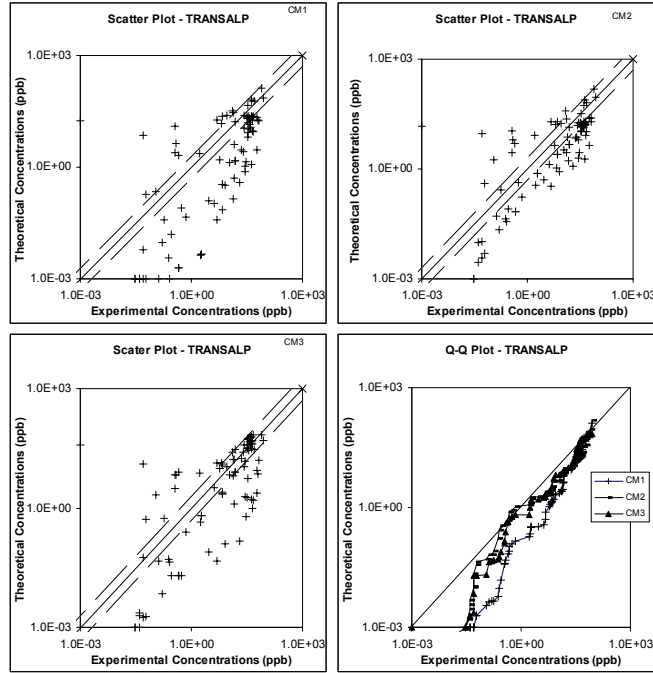 Scatter Plot - TRANSALP
CM1
1.0E+03
1.0E+00
1.0E-03
Theoretical Concentrations (ppb)
1.0E-03 1.0E+00 1.0E+03
Experimental Concentrations (ppb)
Scatter Plot - TRANSALP
CM2
1.0E+03
1.0E+00
1.0E-03
Theoretical Concentrations (ppb)
1.0E-03 1.0E+00 1.0E+03
Experimental Concentrations (ppb)
Scater Plot - TRANSALP
CM3
1.0E+03
1.0E+00
1.0E-03
Theoretical Concentrations (ppb)
1.0E-03 1.0E+00 1.0E+03
Experimental Concentrations (ppb)
Q-Q Plot - TRANSALP
1.0E+03
1.0E+00
1.0E-03
Theoretical Concentrations (ppb)
CM1
CM2
CM3
1.0E-03 1.0E+00 1.0E+03
Experimental Concentrations (ppb)